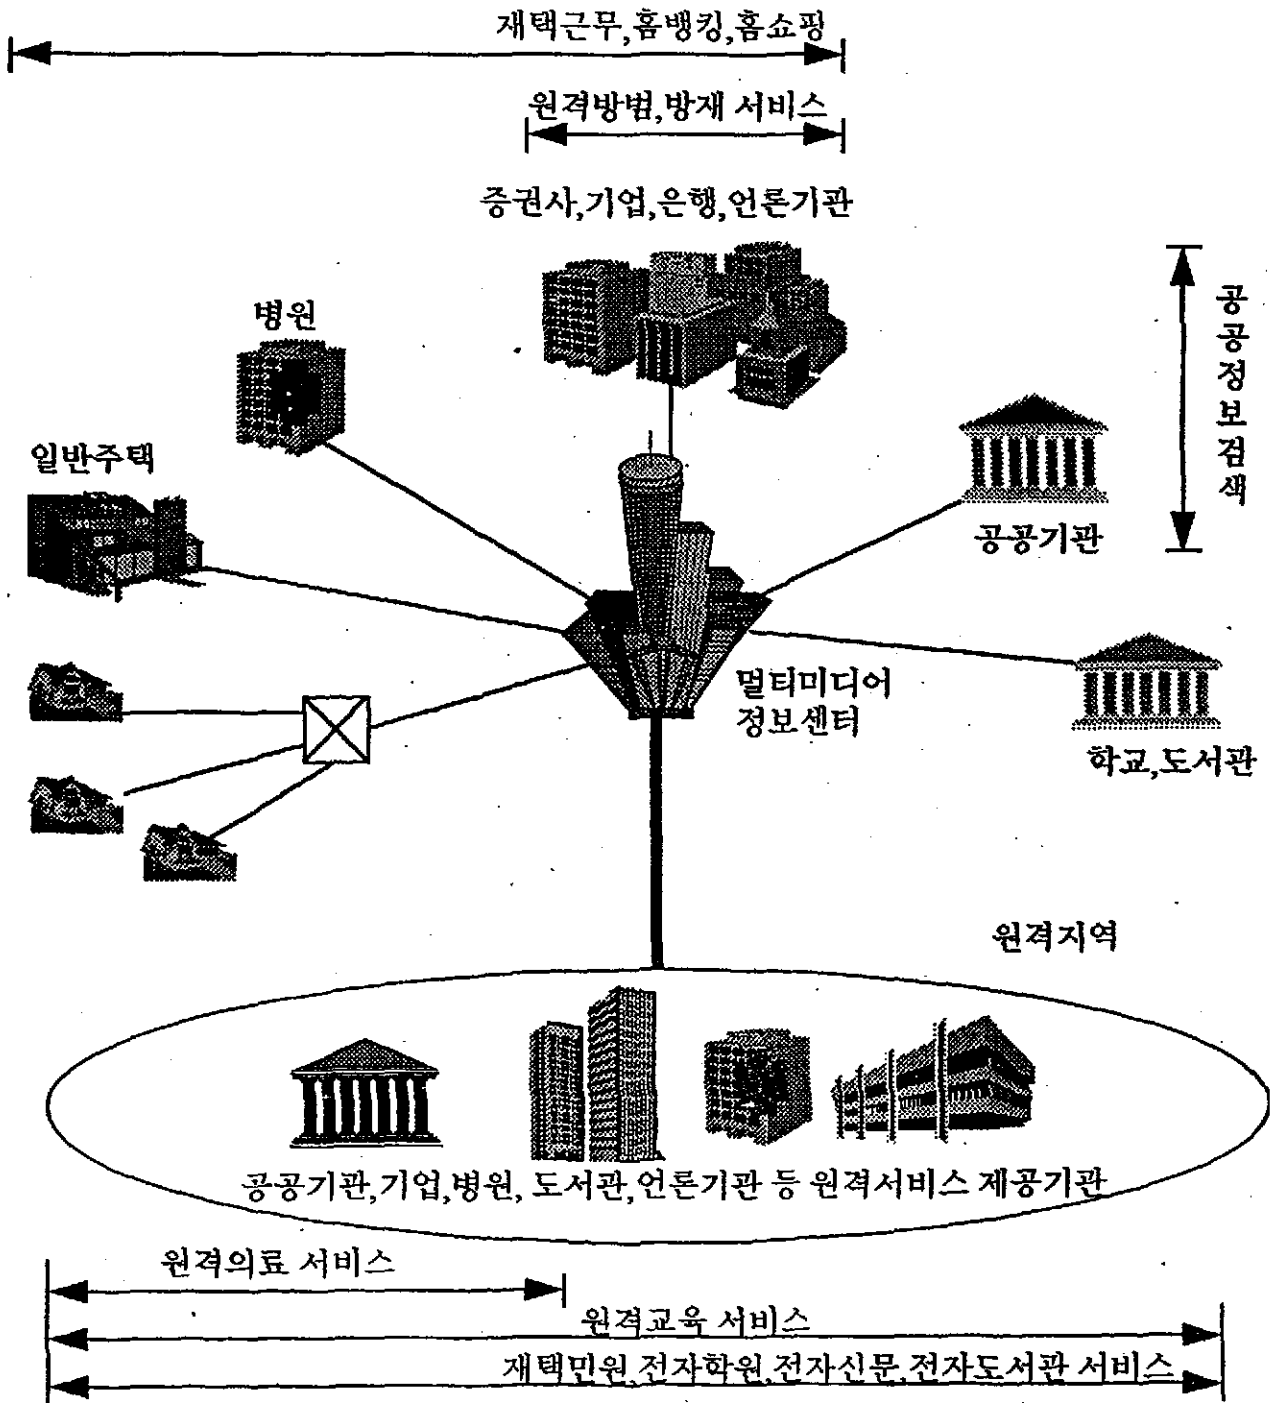 재택근무,홈뱅킹,홈쇼핑
원격방범,방재 서비스
증권사,기업,은행,언론기관
병원
공공정보검색
일반주택
공공기관
멀티미디어
정보센터
학교,도서관
원격지역
공공기관,기업,병원, 도서관,언론기관 등 원격서비스 제공기관
원격의료 서비스
원격교육 서비스
재택민원,전자학원,전자신문,전자도서관 서비스